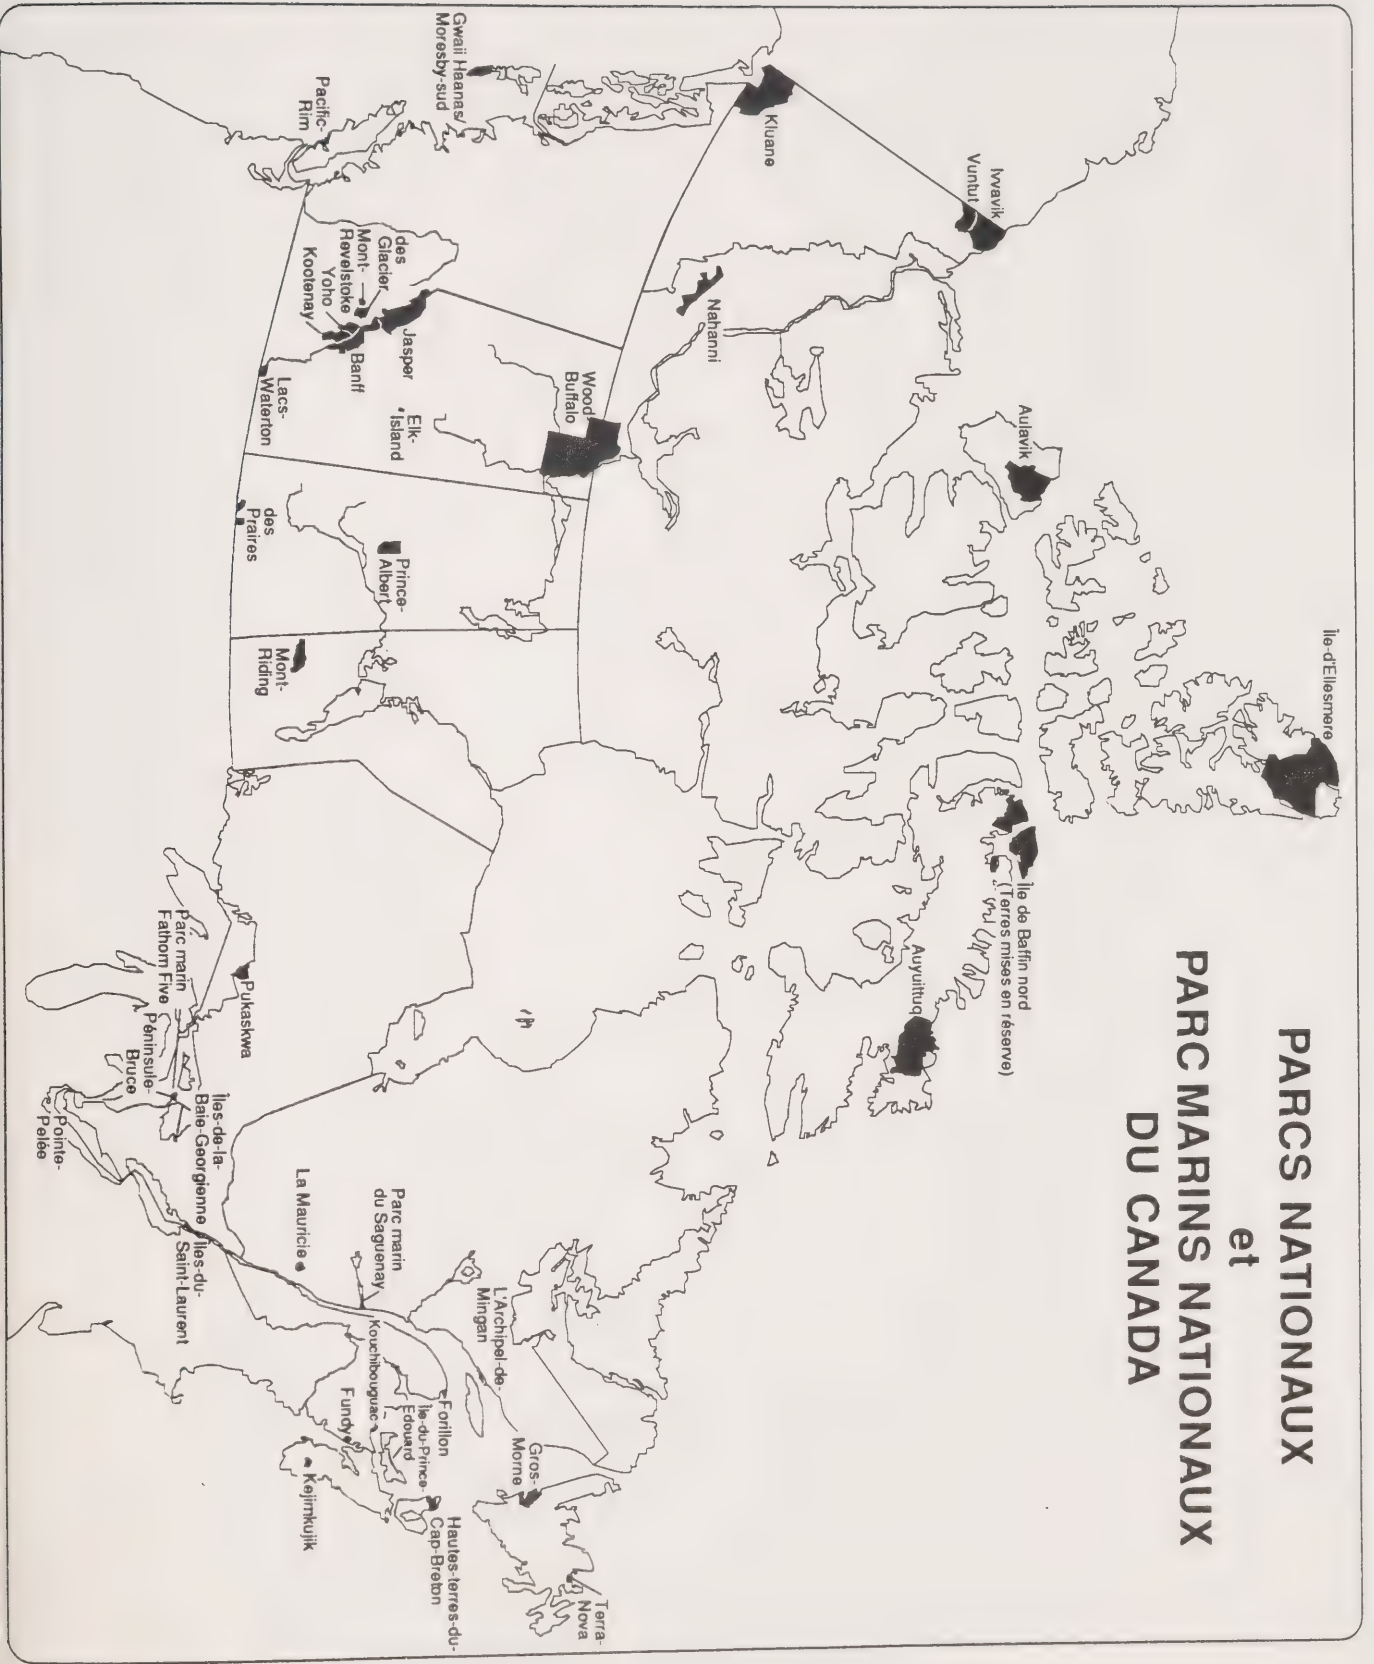 PARCS NATIONAUX
et
PARC MARINS NATIONAUX
DU CANADA
Île-d'Ellesmere
Aulavik
Île de Baffin nord
(Terres mises en réserve)
Ivvavik
Vuntut
Auyuittuq
Kluane
Nahanni
Gwaii Haanas/
Moresby-sud
Wood
Buffalo
Pacific-
Rim
des
Glacier
Mont-
Revelstoke
Yoho
Kootenay
Jasper
Banff
Elk-
Island
Lacs-
Waterton
Prince-
Albert
des
Praires
Mont-
Riding
Pukaskwa
Parc marin
Fathom Five
Péninsule-
Bruce
Îles-de-la-
Baie-Georgienne
Pointe-
Pelée
Îles-du-
Saint-Laurent
La Mauricie
Parc marin
du Saguenay
L'Archipel-de-
Mingan
Gros-
Morne
Terra-
Nova
Forillon
Île-du-Prince-
Edouard
Kouchibouguac
Fundy
Kejimkujik
Hautes-terres-du-
Cap-Breton